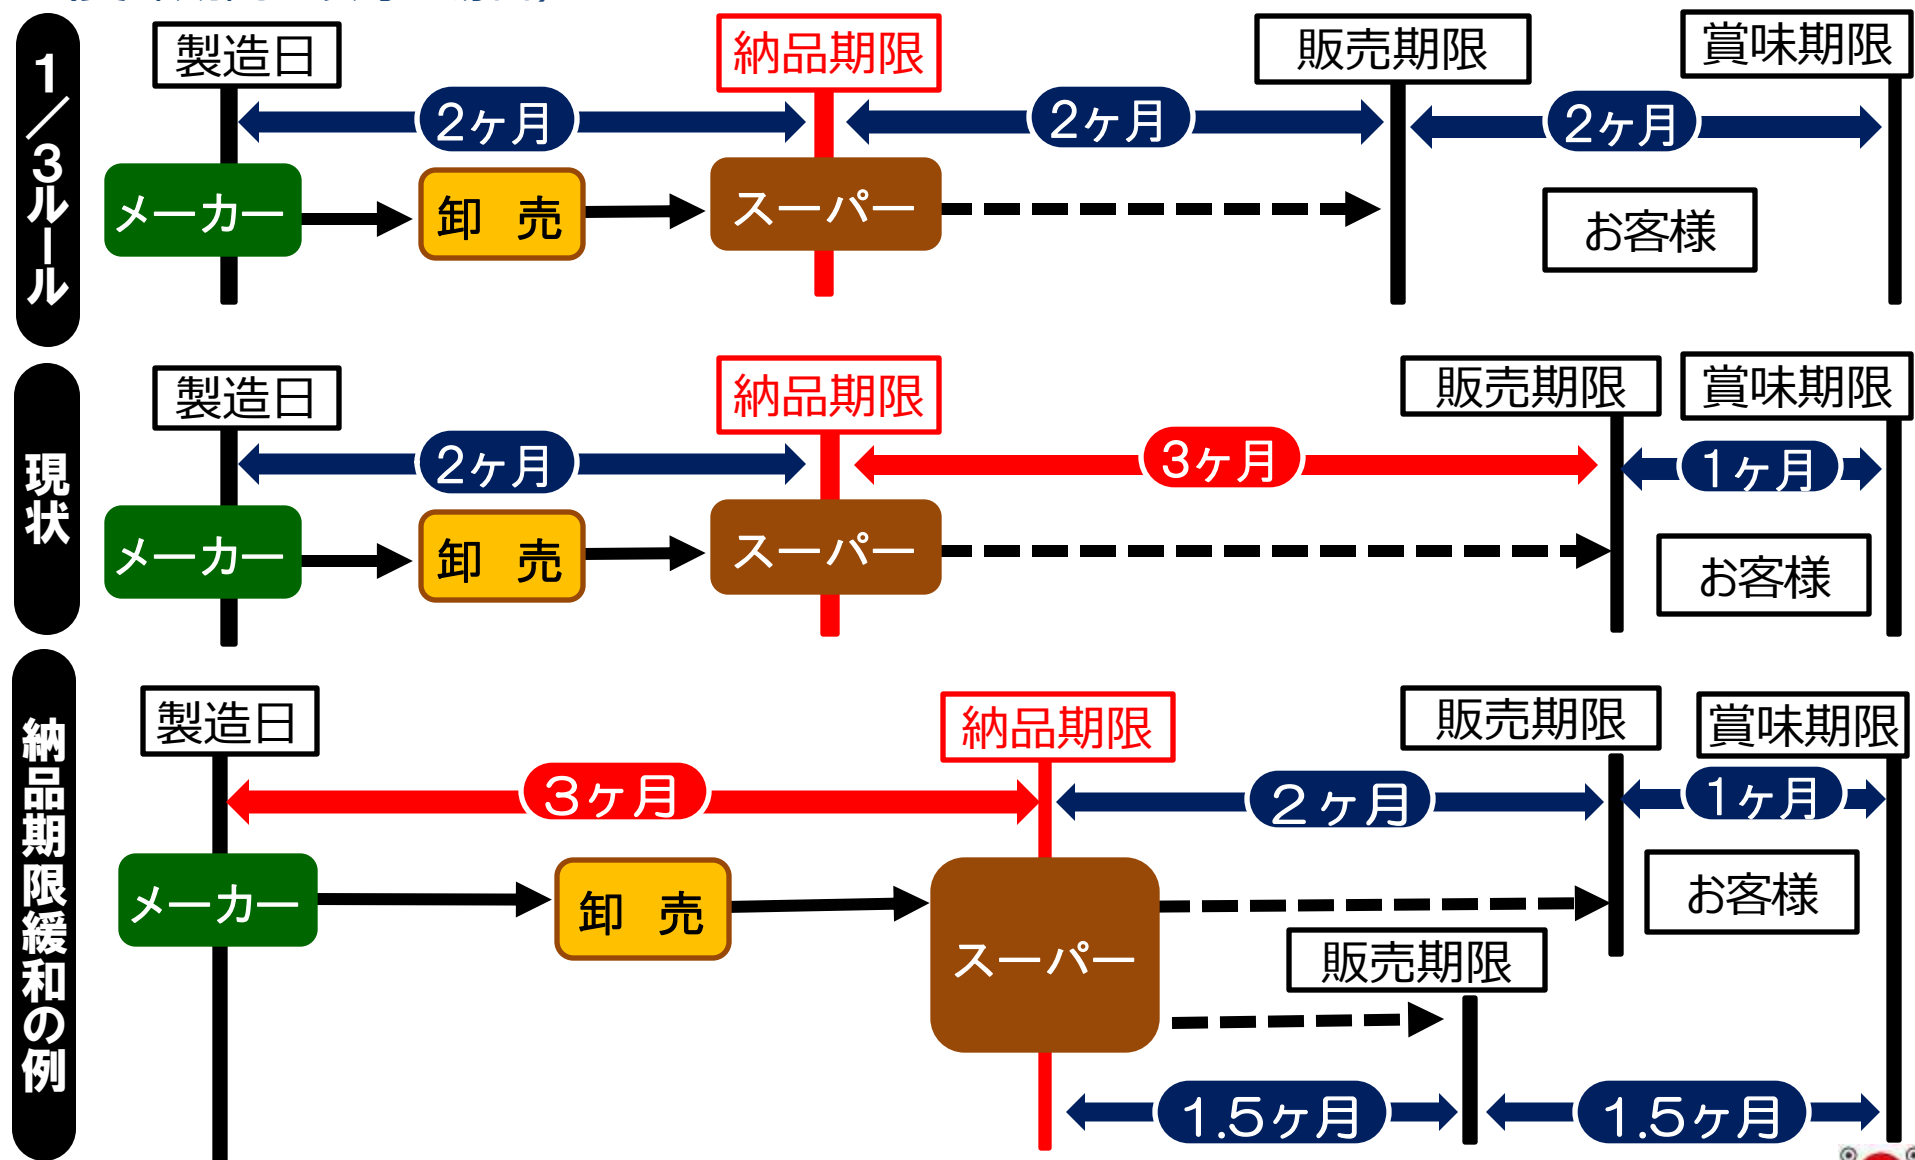 1/3ルール
製造日
納品期限
販売期限
賞味期限
2ヶ月
2ヶ月
2ヶ月
メーカー
卸 売
スーパー
お客様
現状
製造日
納品期限
販売期限
賞味期限
2ヶ月
3ヶ月
1ヶ月
メーカー
卸 売
スーパー
お客様
納品期限緩和の例
製造日
納品期限
販売期限
賞味期限
3ヶ月
2ヶ月
1ヶ月
メーカー
卸 売
スーパー
お客様
販売期限
1.5ヶ月
1.5ヶ月